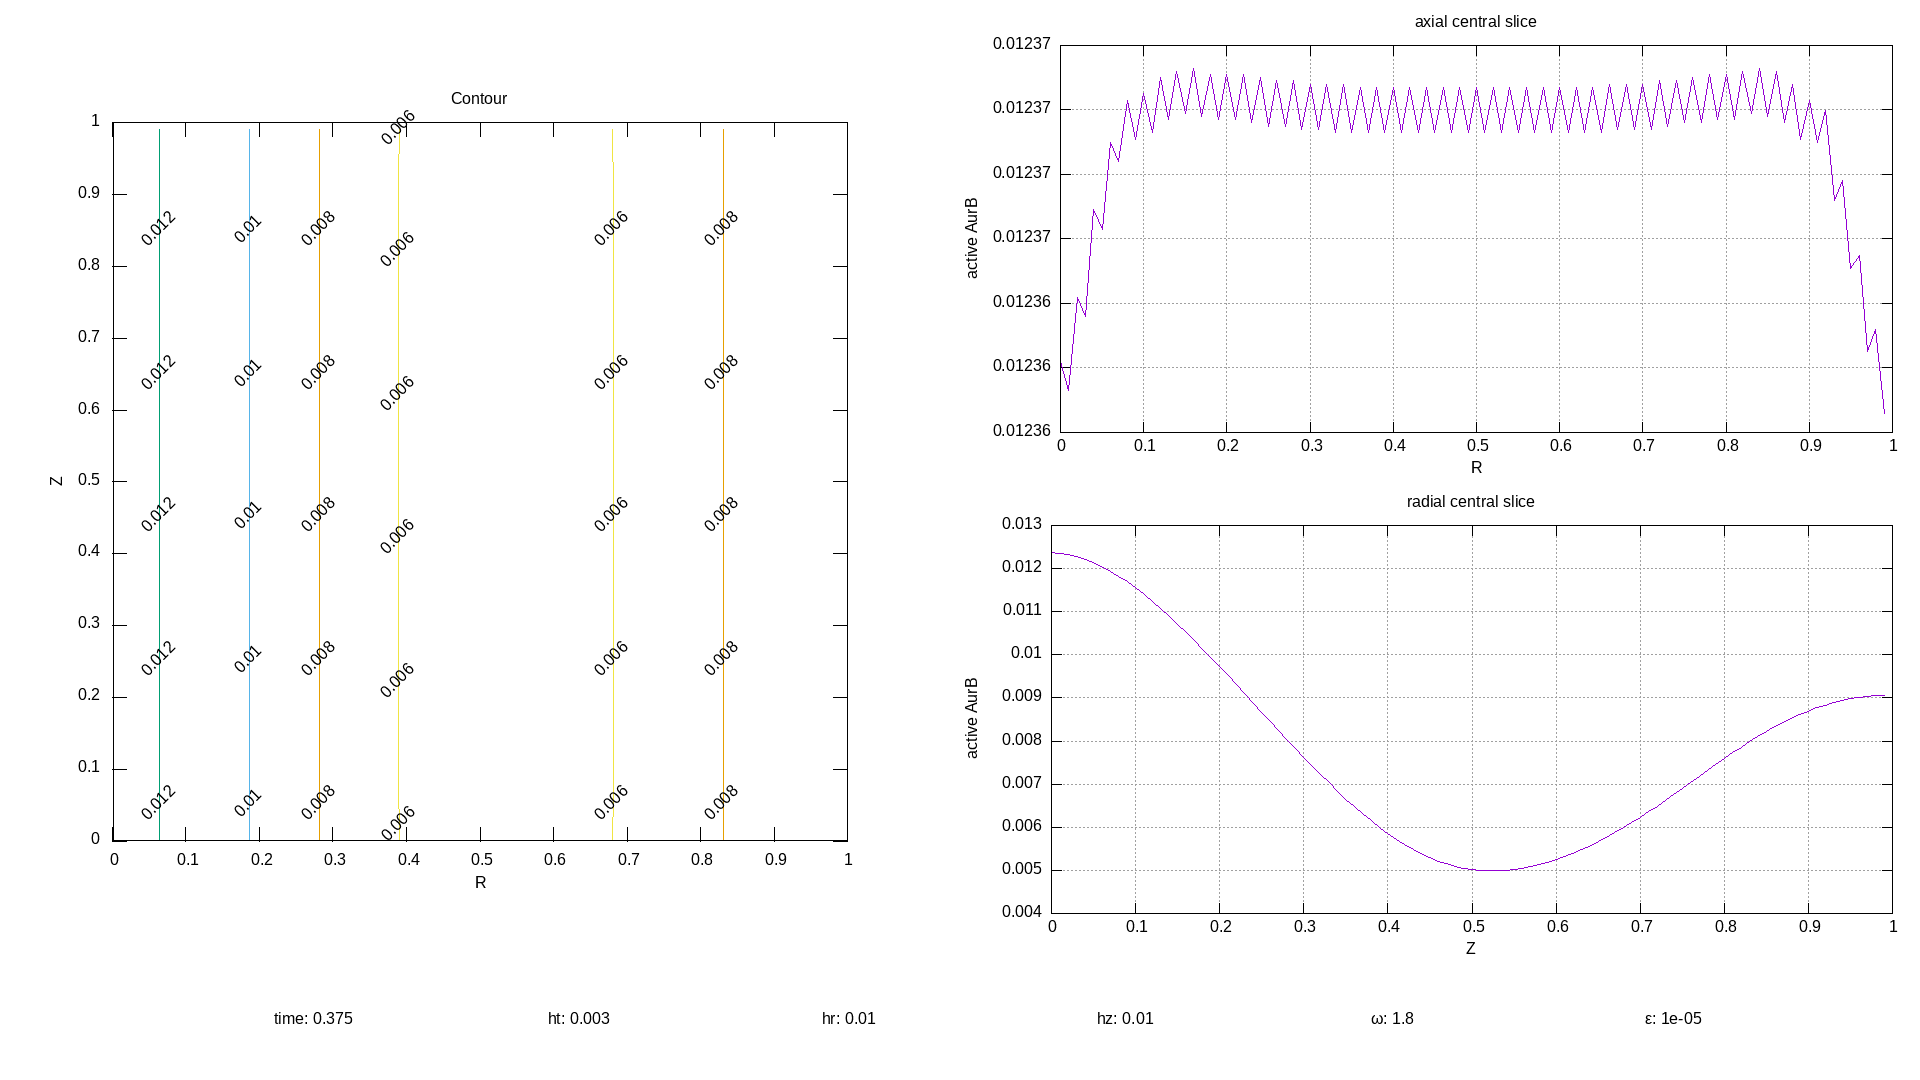 Contour
1
0.9
0.8
0.7
0.6
0.5
0.4
0.3
0.2
0.1
0
Z
0.006
0.012 0.01 0.008 0.006 0.006 0.008
0.012 0.01 0.008 0.006 0.006 0.008
0.012 0.01 0.008 0.006 0.006 0.008
0.012 0.01 0.008 0.006 0.006 0.008
0.012 0.01 0.008 0.006 0.006 0.008
0 0.1 0.2 0.3 0.4 0.5 0.6 0.7 0.8 0.9 1
R
axial central slice
0.01237
0.01237
0.01237
0.01237
0.01236
0.01236
0.01236
active AurB
0 0.1 0.2 0.3 0.4 0.5 0.6 0.7 0.8 0.9 1
R
radial central slice
0.013
0.012
0.011
0.01
0.009
0.008
0.007
0.006
0.005
0.004
active AurB
0 0.1 0.2 0.3 0.4 0.5 0.6 0.7 0.8 0.9 1
Z
time: 0.375 ht: 0.003 hr: 0.01 hz: 0.01 ω: 1.8 ε: 1e-05